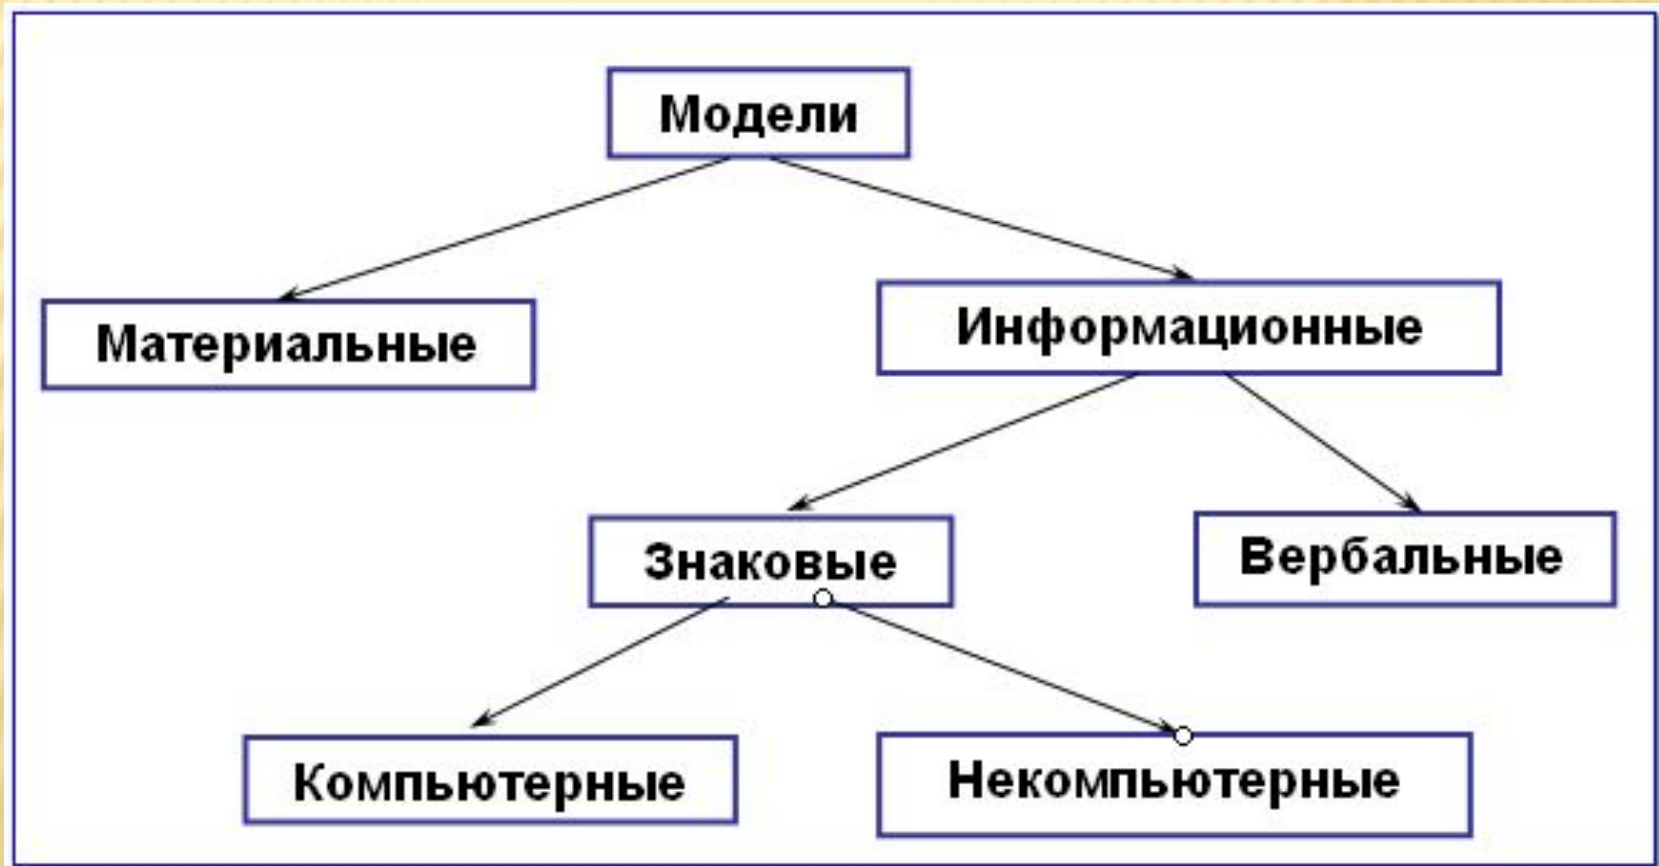 Модели
Материальные
Информационные
Знаковые
Вербальные
Компьютерные
Некомпьютерные